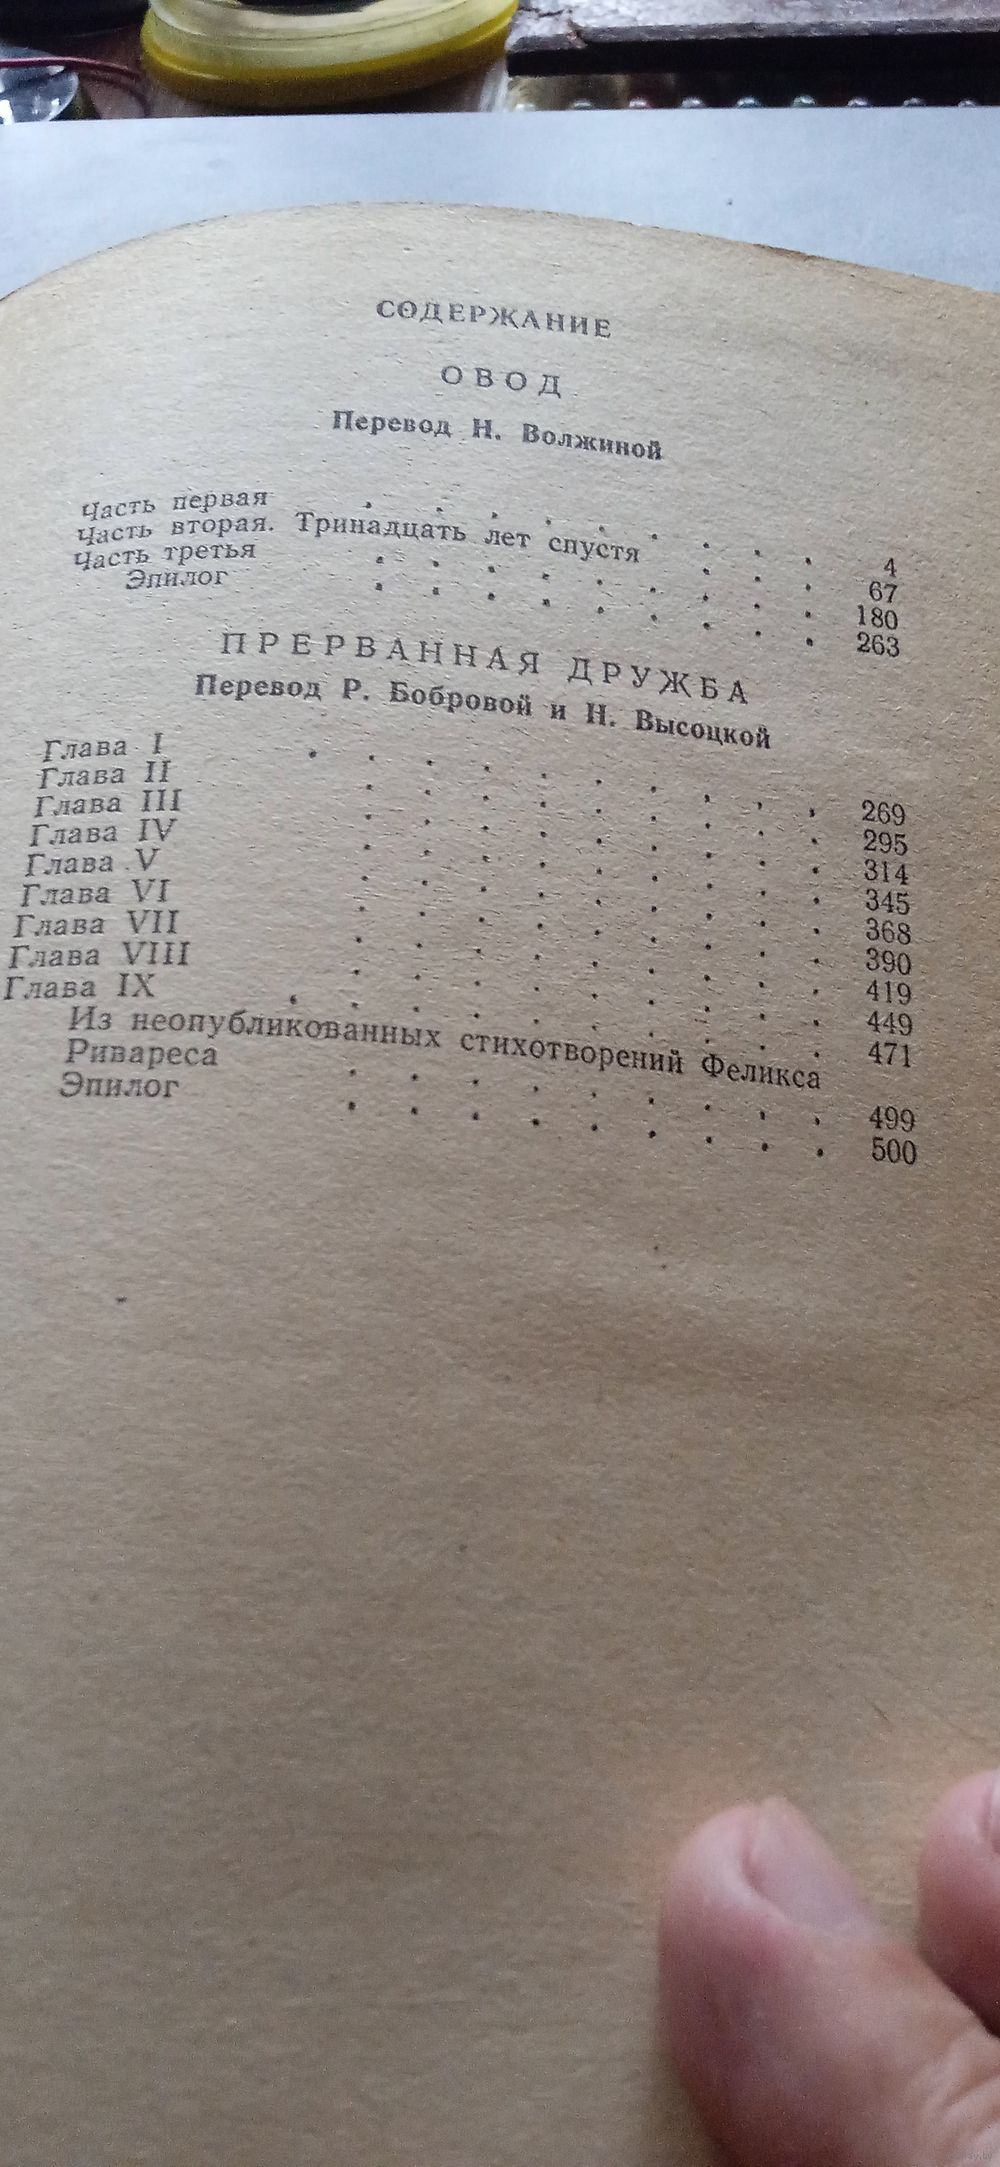 СОДЕРЖАНИЕ
ОВОД
Перевод Н. Волжиной
Часть первая . . . . . . . . . 4
Часть вторая. Тринадцать лет спустя . . . 67
Часть третья . . . . . . . . . 180
Эпилог . . . . . . . . . 263
ПРЕРВАННАЯ ДРУЖБА
Перевод Р. Бобровой и Н. Высоцкой
Глава I . . . . . . . . . . 269
Глава II . . . . . . . . . 295
Глава III . . . . . . . . . 314
Глава IV . . . . . . . . . 345
Глава V . . . . . . . . . 368
Глава VI . . . . . . . . . 390
Глава VII . . . . . . . . . 419
Глава VIII . . . . . . . . . 449
Глава IX . . . . . . . . . . 471
Из неопубликованных стихотворений Феликса
Ривареса . . . . . . . . . 499
Эпилог . . . . . . . . . 500